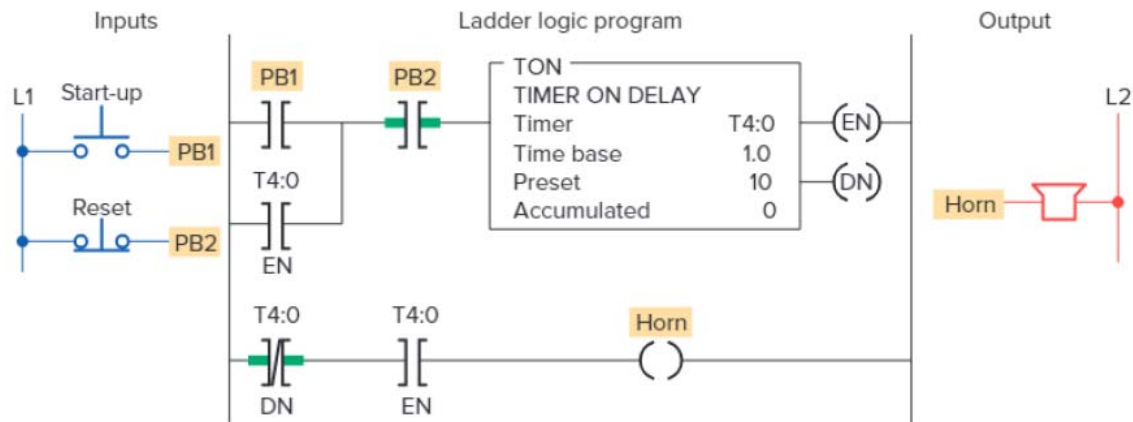 Inputs
Ladder logic program
Output
L1
Start-up
PB1
Reset
PB2
PB1
PB2
T4:0
EN
TON
TIMER ON DELAY
Timer T4:0
Time base 1.0
Preset 10
Accumulated 0
EN
DN
T4:0
DN
T4:0
EN
Horn
L2
Horn